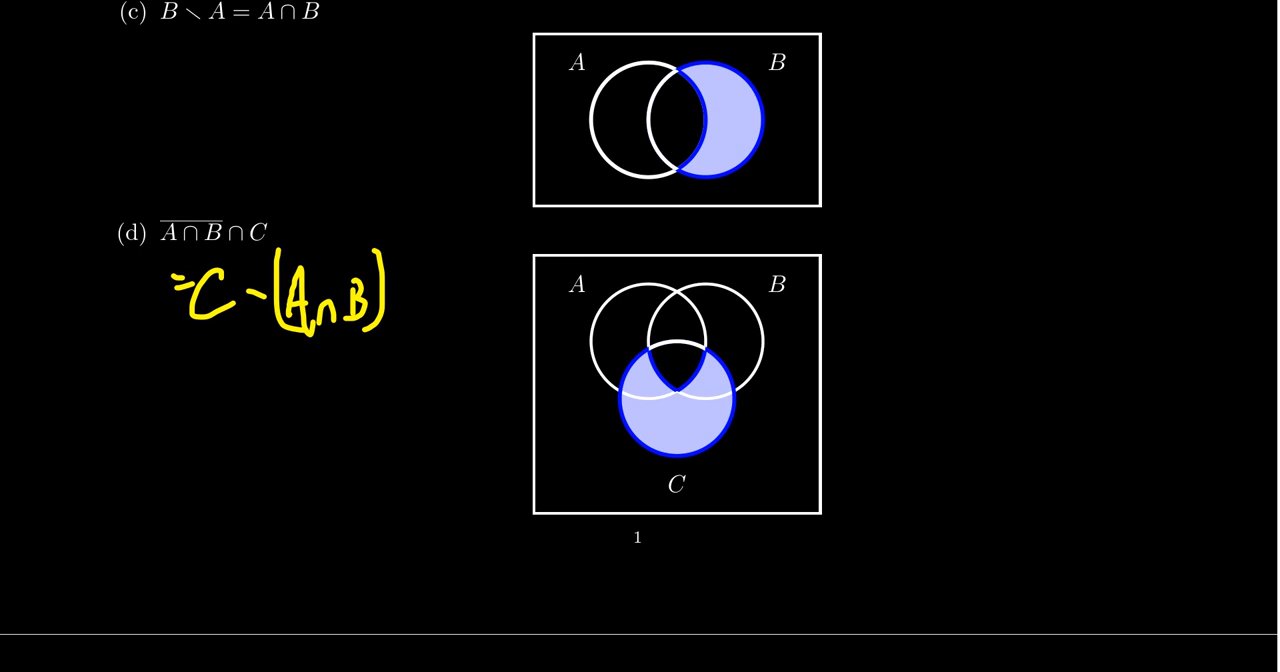 (c) B ∖ A = A ∩ B
A B
(d) \overline{A ∩ B} ∩ C
= C - (A ∩ B)
A B
C
1